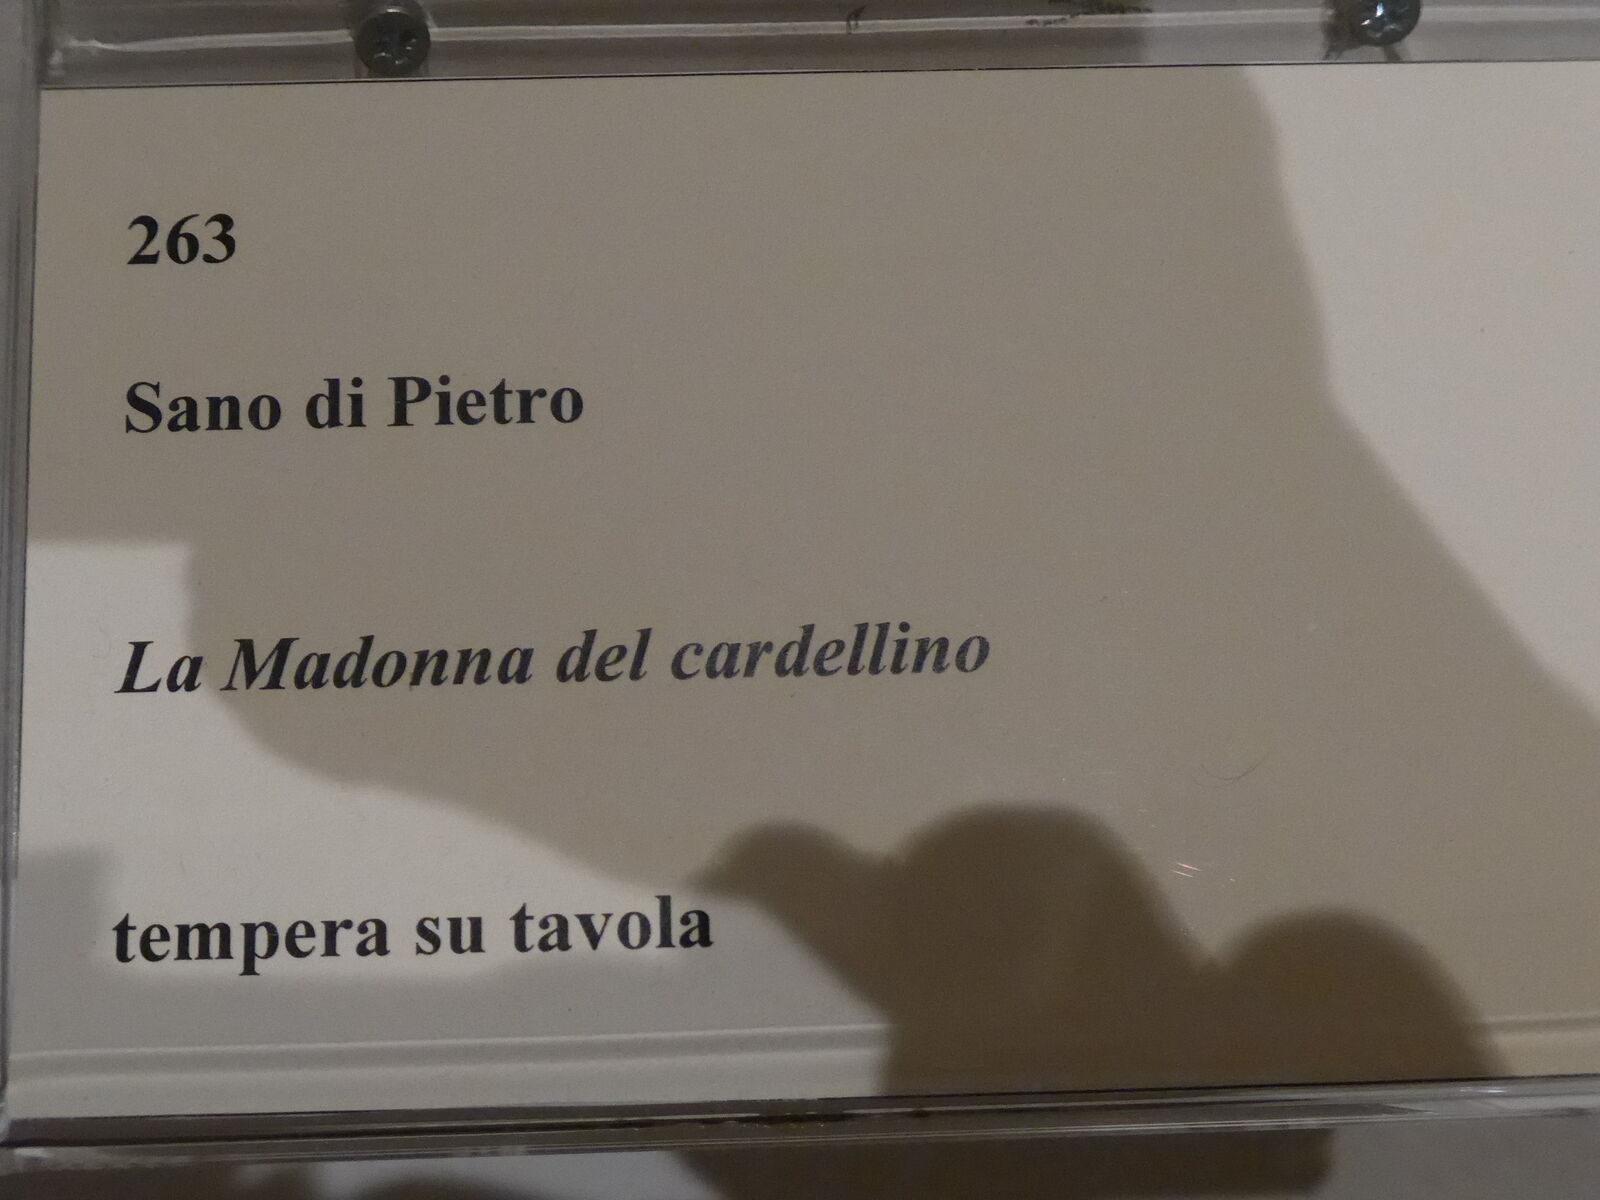 263
Sano di Pietro
La Madonna del cardellino
tempera su tavola